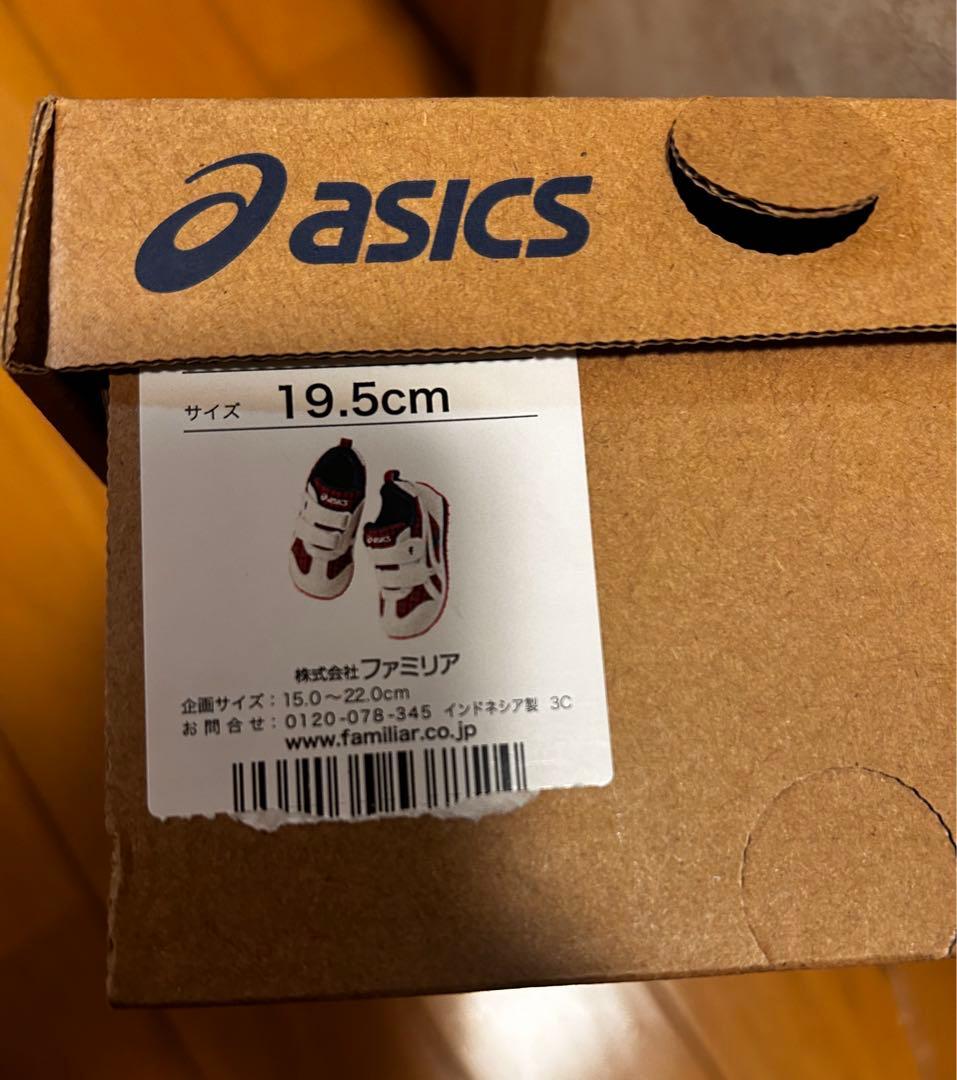 asics
サイズ 19.5cm
asics
asics
株式会社ファミリア
企画サイズ：15.0～22.0cm
お問合せ：0120-078-345 インドネシア製 3C
www.familiar.co.jp